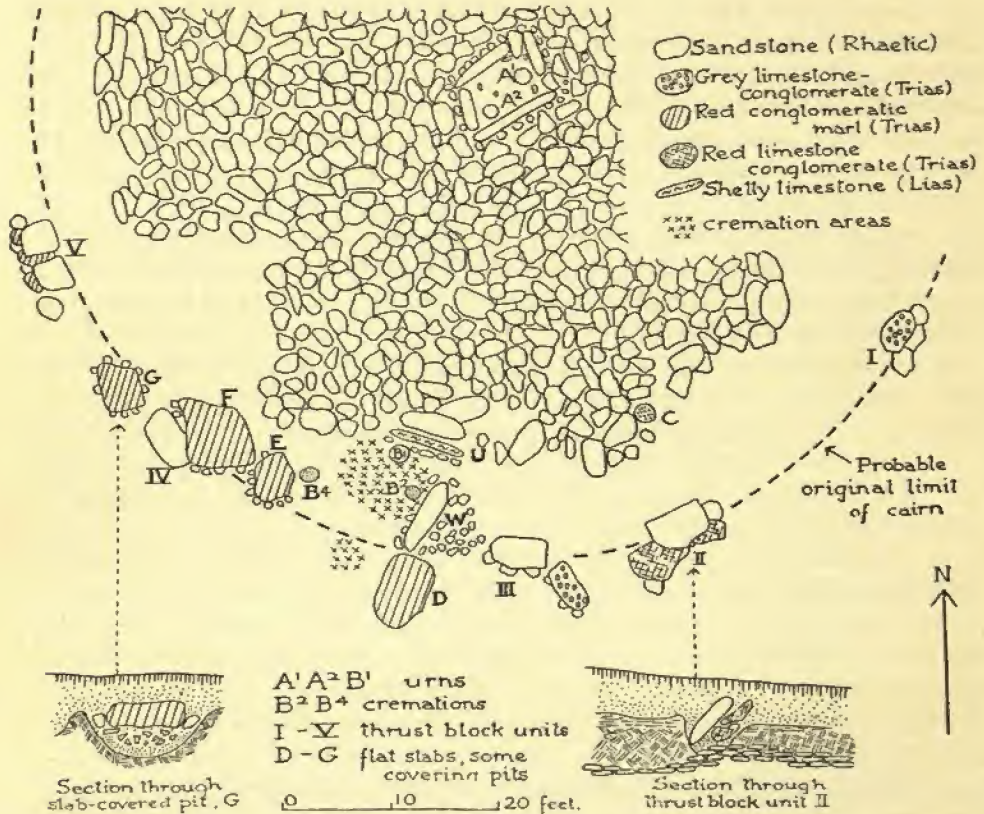 A¹
A²
Sandstone (Rhaetic)
Grey limestone-
conglomerate (Trias)
Red conglomeratic
marl (Trias)
Red limestone
conglomerate (Trias)
Shelly limestone (Lias)
cremation areas
V
G
F
E
IV
B⁴
B¹
B²
U
W
C
I
Probable
original limit
of cairn
D
III
II
N
A¹ A² B¹ urns
B² B⁴ cremations
I - V thrust block units
D - G flat slabs, some
covering pits
Section through
slab-covered pit, G
0 10 20 feet.
Section through
thrust block unit II